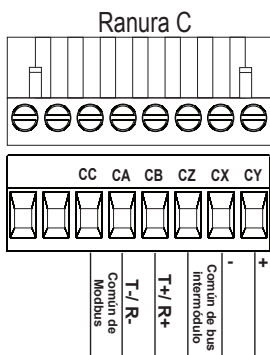 Ranura C
CC CA CB CZ CX CY
Común de
Modbus
T-/ R-
T+/ R+
Común de bus
intermódulo
-
+